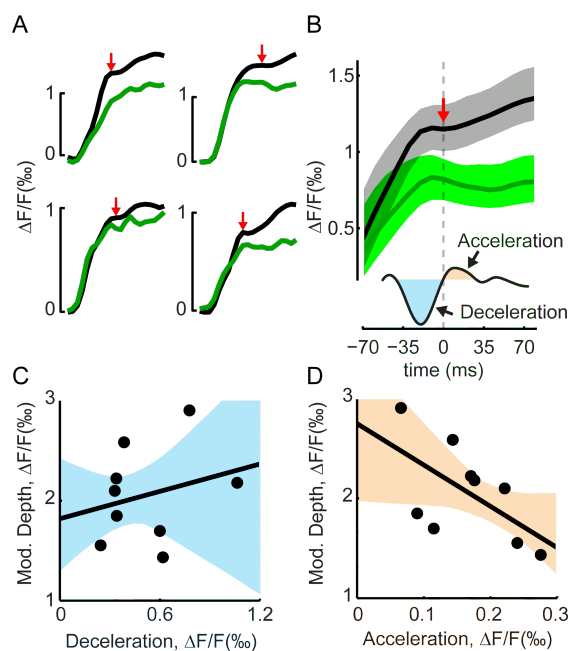 A
B
ΔF/F(‰)
1
0
1
0
ΔF/F(‰)
1
0
1
0
ΔF/F(‰)
1.5
1
0.5
Acceleration
Deceleration
−70 −35 0 35 70
time (ms)
C
D
Mod. Depth, ΔF/F(‰)
3
2
1
0 0.6 1.2
Deceleration, ΔF/F(‰)
Mod. Depth, ΔF/F(‰)
3
2
1
0 0.1 0.2 0.3
Acceleration, ΔF/F(‰)